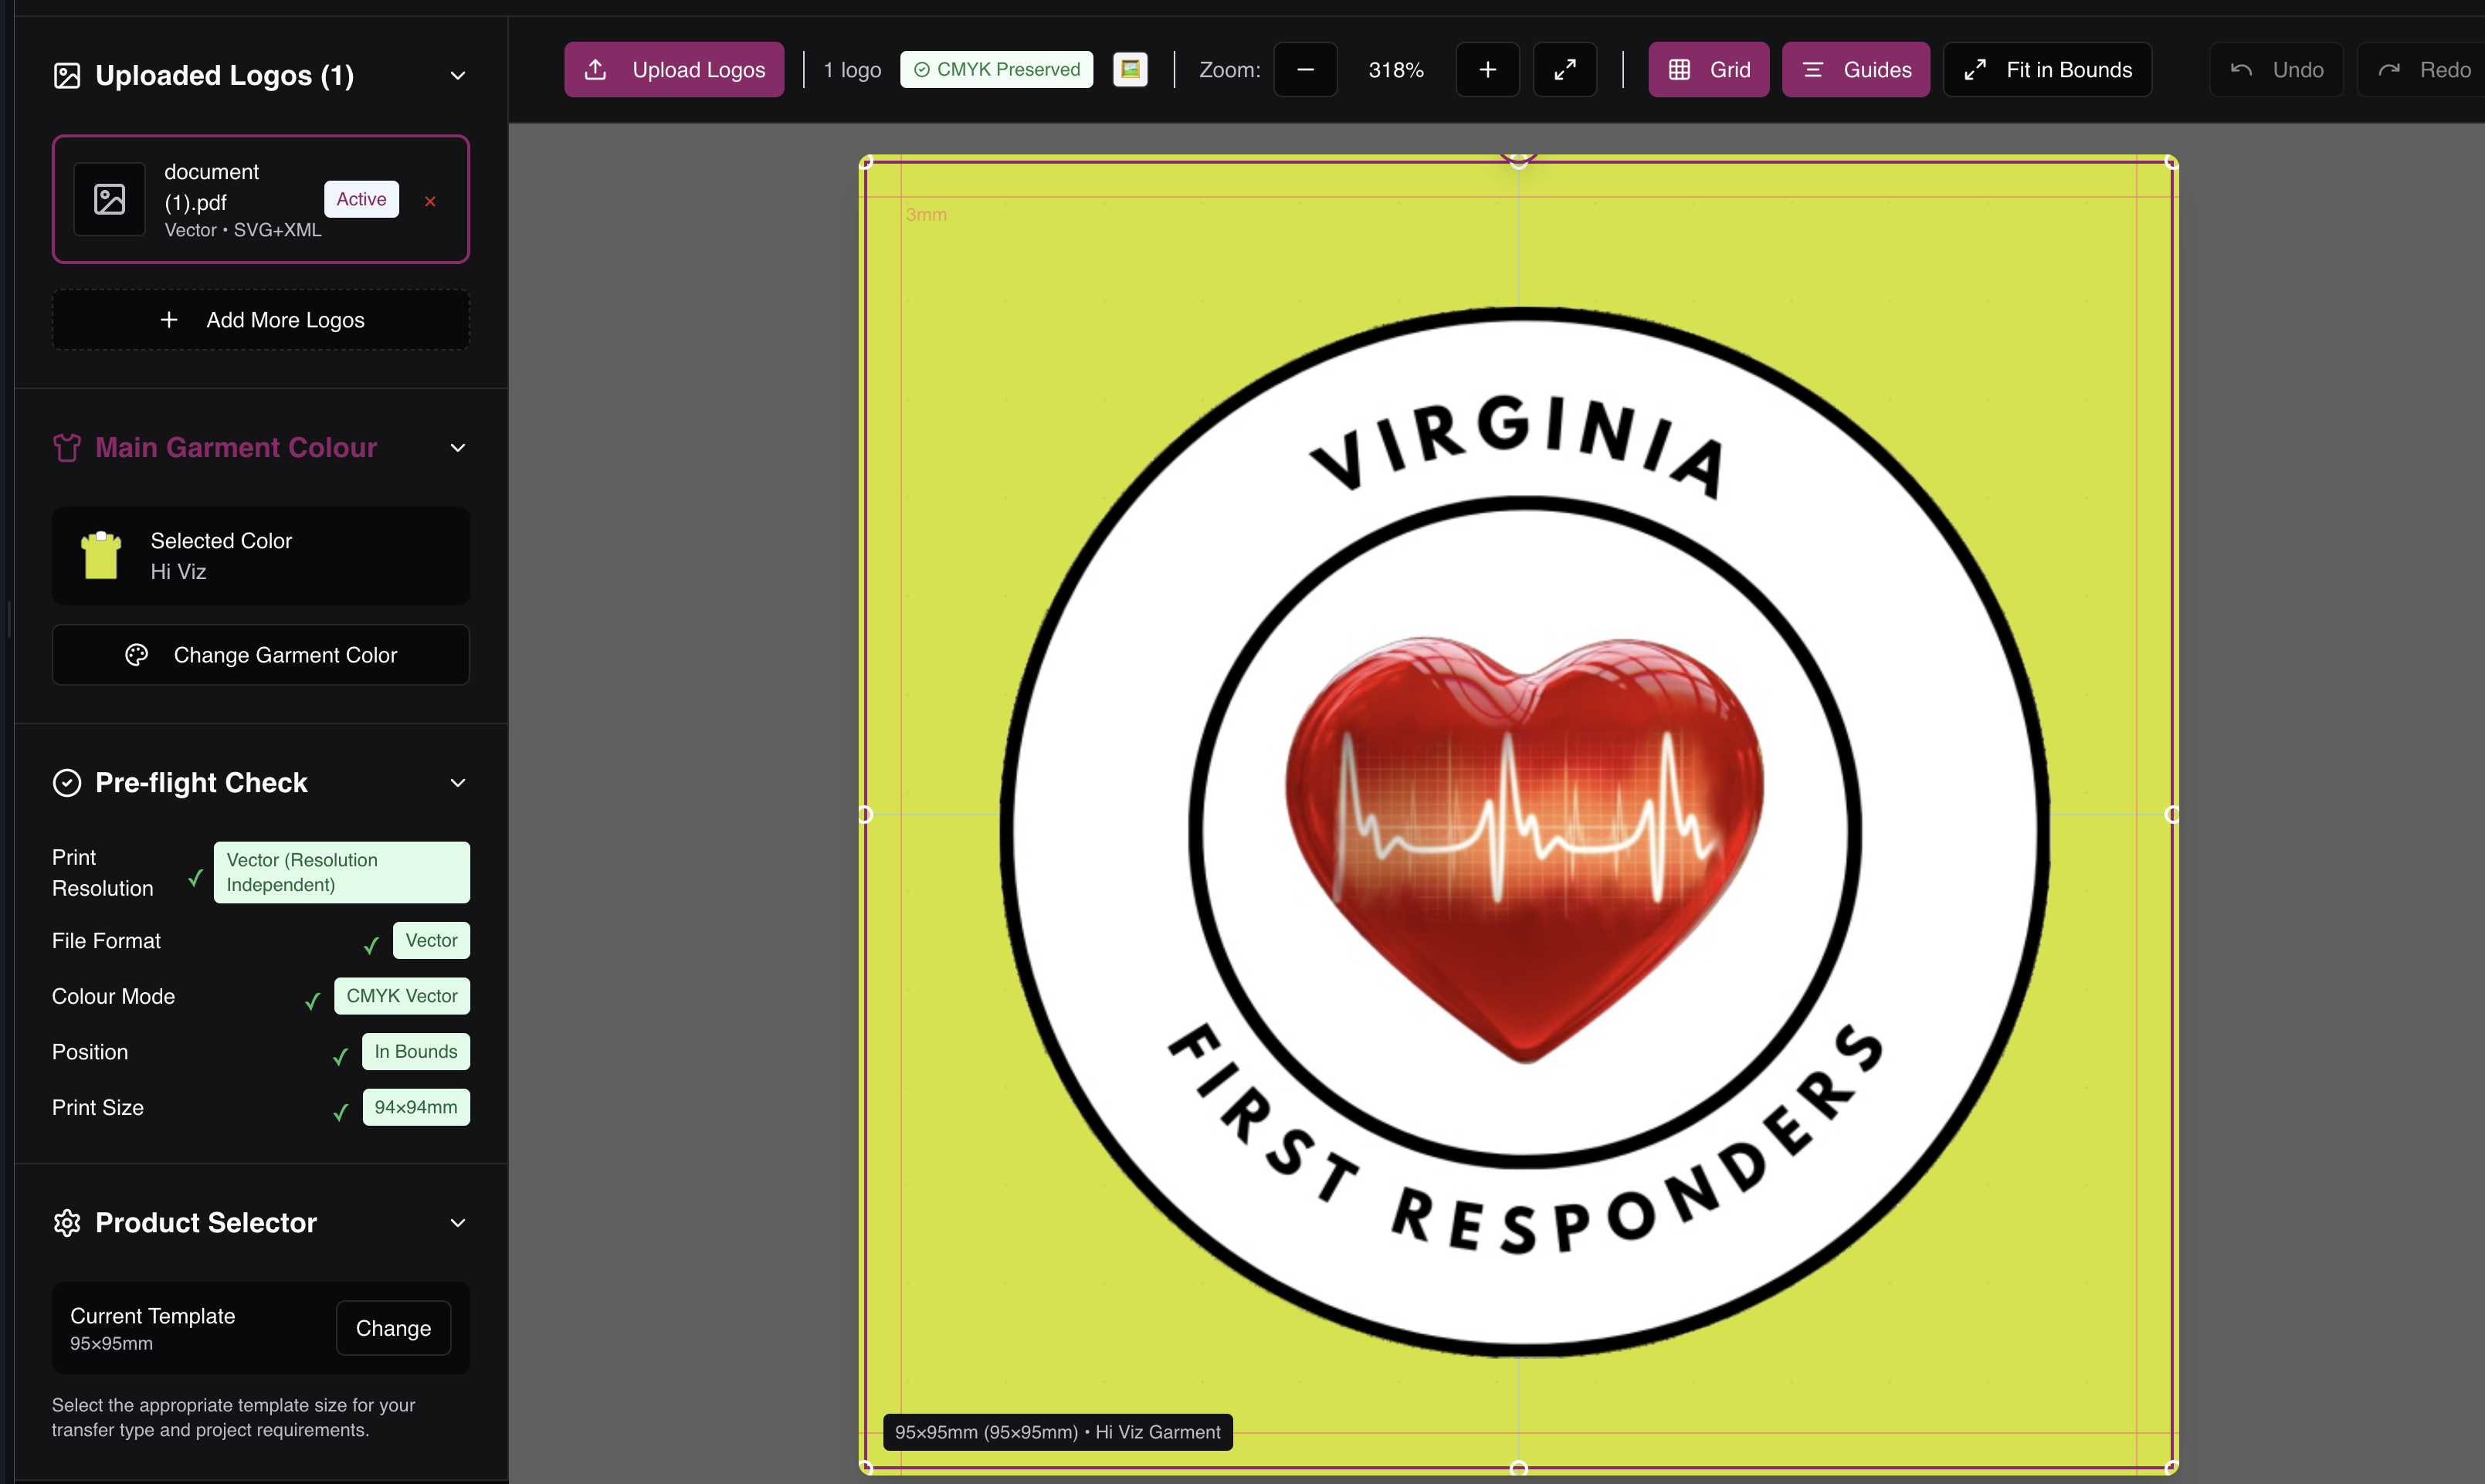 Uploaded Logos (1)
document
(1).pdf
Vector • SVG+XML
Active
×
Add More Logos
Main Garment Colour
Selected Color
Hi Viz
Change Garment Color
Pre-flight Check
Print
Resolution
✓
Vector (Resolution
Independent)
File Format
✓
Vector
Colour Mode
✓
CMYK Vector
Position
✓
In Bounds
Print Size
✓
94×94mm
Product Selector
Current Template
95×95mm
Change
Select the appropriate template size for your
transfer type and project requirements.
Upload Logos
1 logo
CMYK Preserved
Zoom:
318%
Grid
Guides
Fit in Bounds
Undo
Redo
3mm
VIRGINIA
FIRST RESPONDERS
95×95mm (95×95mm) • Hi Viz Garment